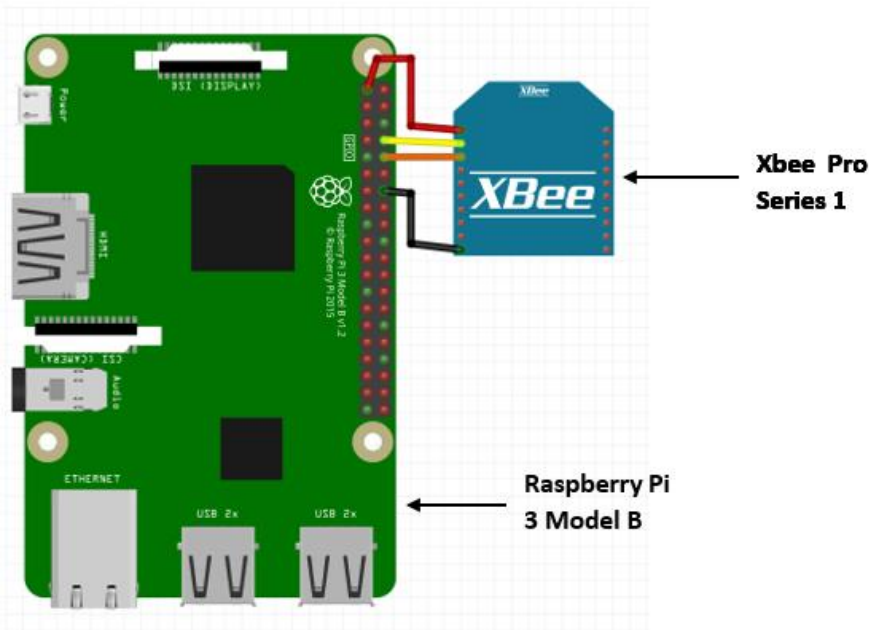 DSI (DISPLAY)
Power
GPIO
XBee
XBee
Xbee Pro
Series 1
HDMI
Raspberry Pi 3 Model B v1.2
© Raspberry Pi 2015
CSI (CAMERA)
Audio
ETHERNET
USB 2x
USB 2x
Raspberry Pi
3 Model B